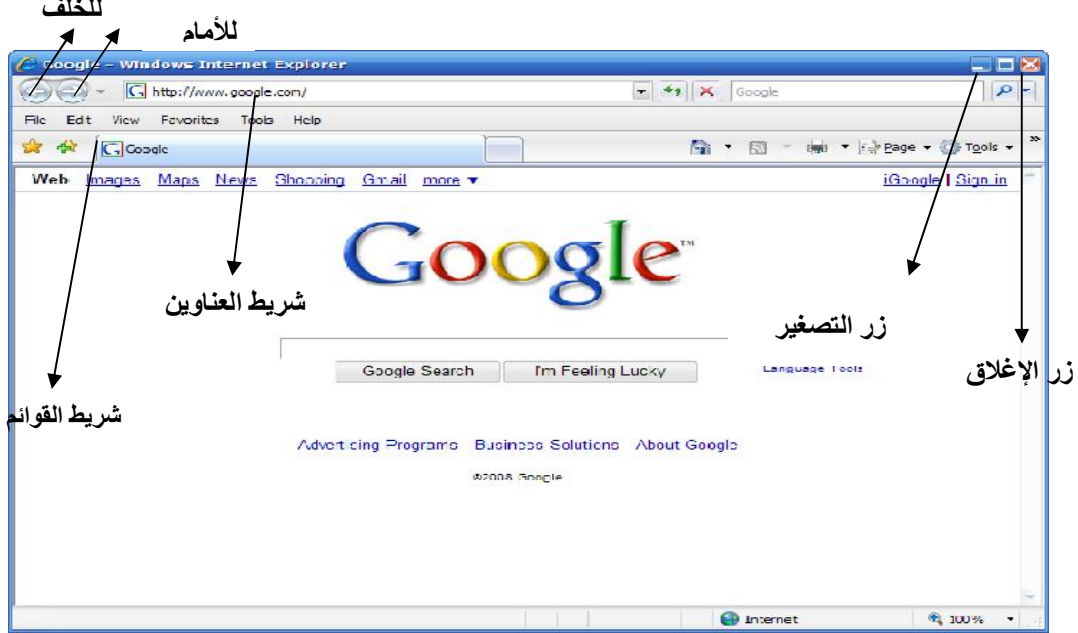 للخلف
للأمام
Google - Windows Internet Explorer
http://www.google.com/
Google
File Edit View Favorites Tools Help
Google
Page Tools
Web Images Maps News Shopping Gmail more
iGoogle | Sign in
Google™
شريط العناوين
زر التصغير
Google Search I'm Feeling Lucky
Language Tools
زر الإغلاق
شريط القوائم
Advertising Programs Business Solutions About Google
©2008 Google
Internet
100%